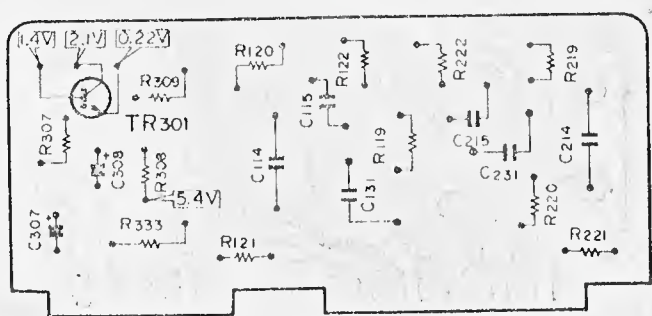 1.4V 2.1V 0.22V
R120
R122
R222
R219
R309
C115
TR301
R307
C308
R308
C114
R119
C215
C231
C214
5.4V
C131
R220
C307
R333
R121
R221